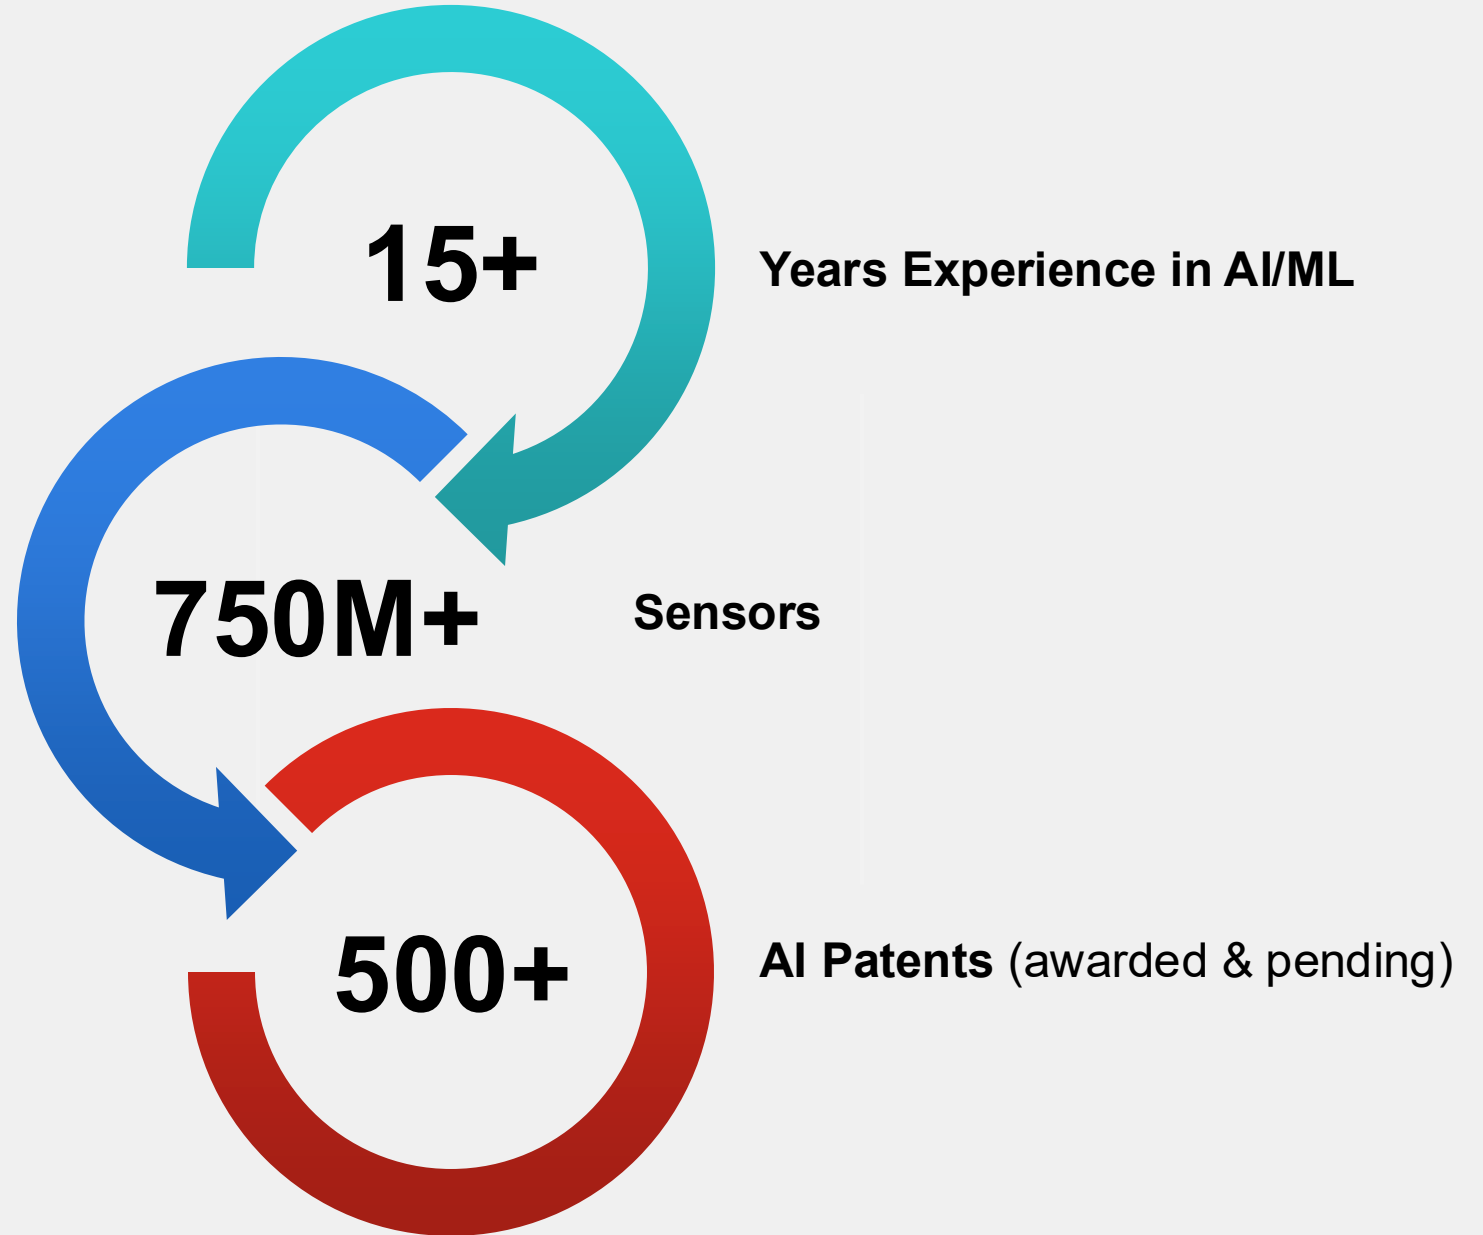 15+
Years Experience in AI/ML
750M+
Sensors
500+
AI Patents (awarded & pending)